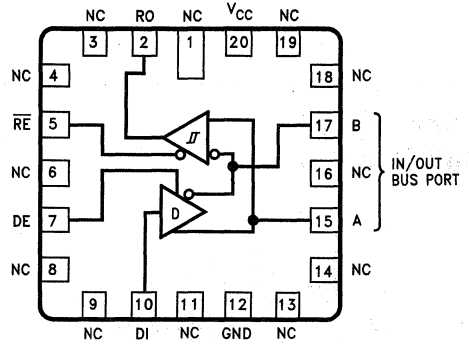 NC RO NC VCC NC
3 2 1 20 19
NC 4 18 NC
RE 5 17 B
NC 6 16 NC
IN/OUT
BUS PORT
DE 7 D 15 A
NC 8 14 NC
9 10 11 12 13
NC DI NC GND NC